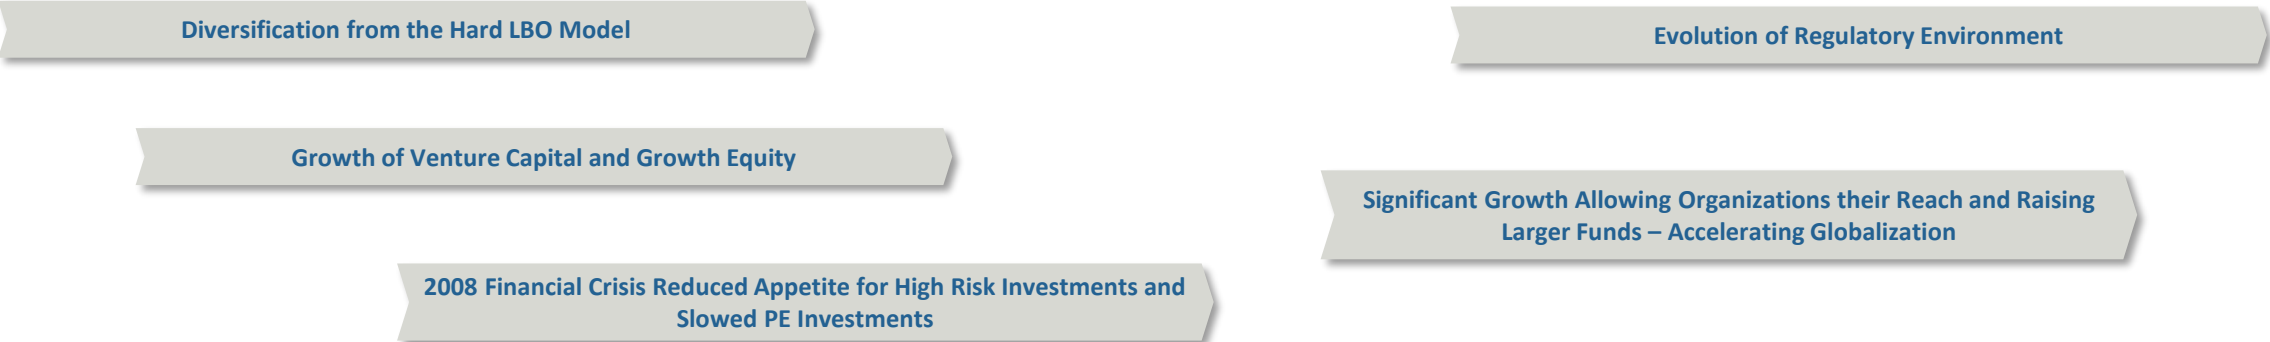 Diversification from the Hard LBO Model
Evolution of Regulatory Environment
Growth of Venture Capital and Growth Equity
Significant Growth Allowing Organizations their Reach and Raising
Larger Funds – Accelerating Globalization
2008 Financial Crisis Reduced Appetite for High Risk Investments and
Slowed PE Investments